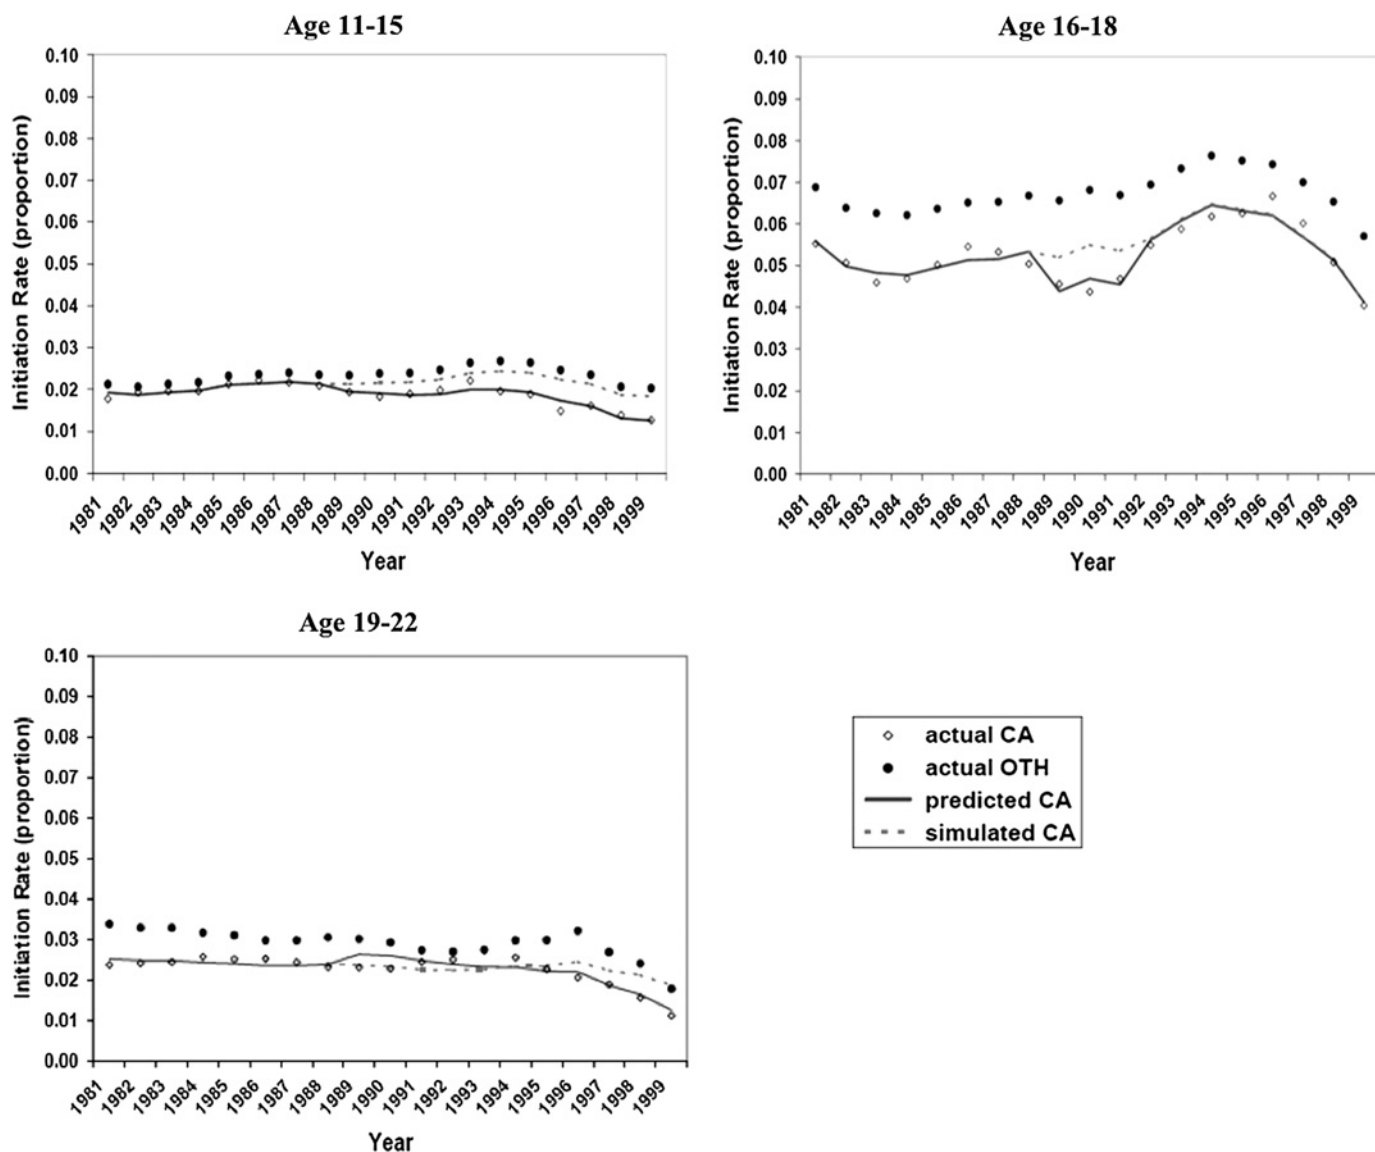 Age 11-15
Initiation Rate (proportion)
0.10
0.09
0.08
0.07
0.06
0.05
0.04
0.03
0.02
0.01
0.00
1981 1982 1983 1984 1985 1986 1987 1988 1989 1990 1991 1992 1993 1994 1995 1996 1997 1998 1999
Year
Age 16-18
Initiation Rate (proportion)
0.10
0.09
0.08
0.07
0.06
0.05
0.04
0.03
0.02
0.01
0.00
1981 1982 1983 1984 1985 1986 1987 1988 1989 1990 1991 1992 1993 1994 1995 1996 1997 1998 1999
Year
Age 19-22
Initiation Rate (proportion)
0.10
0.09
0.08
0.07
0.06
0.05
0.04
0.03
0.02
0.01
0.00
1981 1982 1983 1984 1985 1986 1987 1988 1989 1990 1991 1992 1993 1994 1995 1996 1997 1998 1999
Year
actual CA
actual OTH
predicted CA
simulated CA